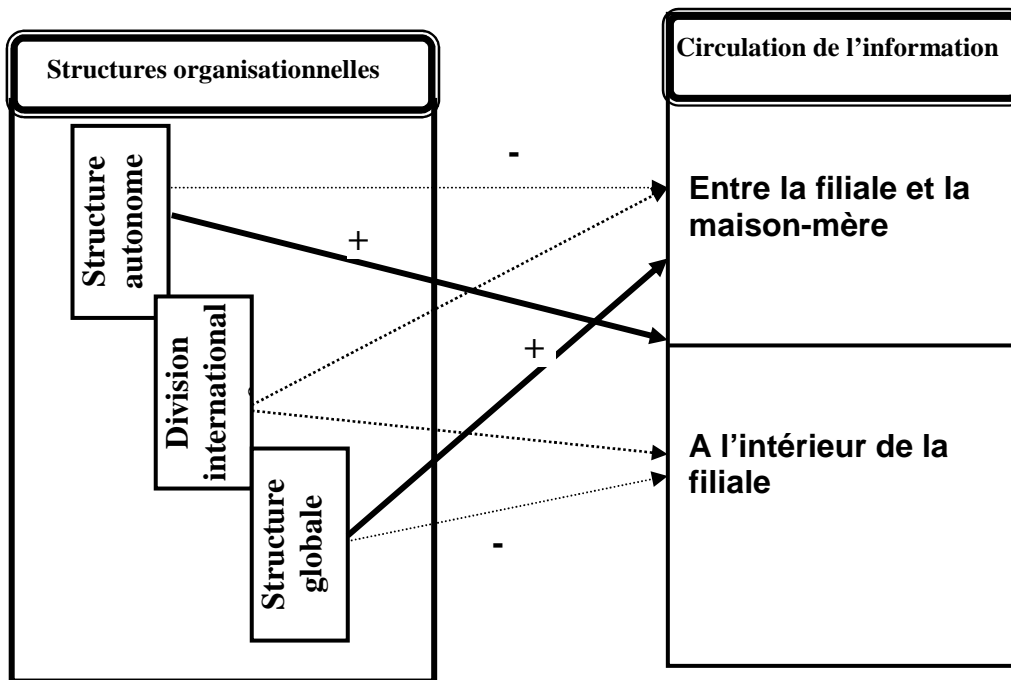 Structures organisationnelles
Circulation de l’information
Structure
autonome
Division
international
Structure
globale
-
+
+
-
Entre la filiale et la
maison-mère
A l’intérieur de la
filiale